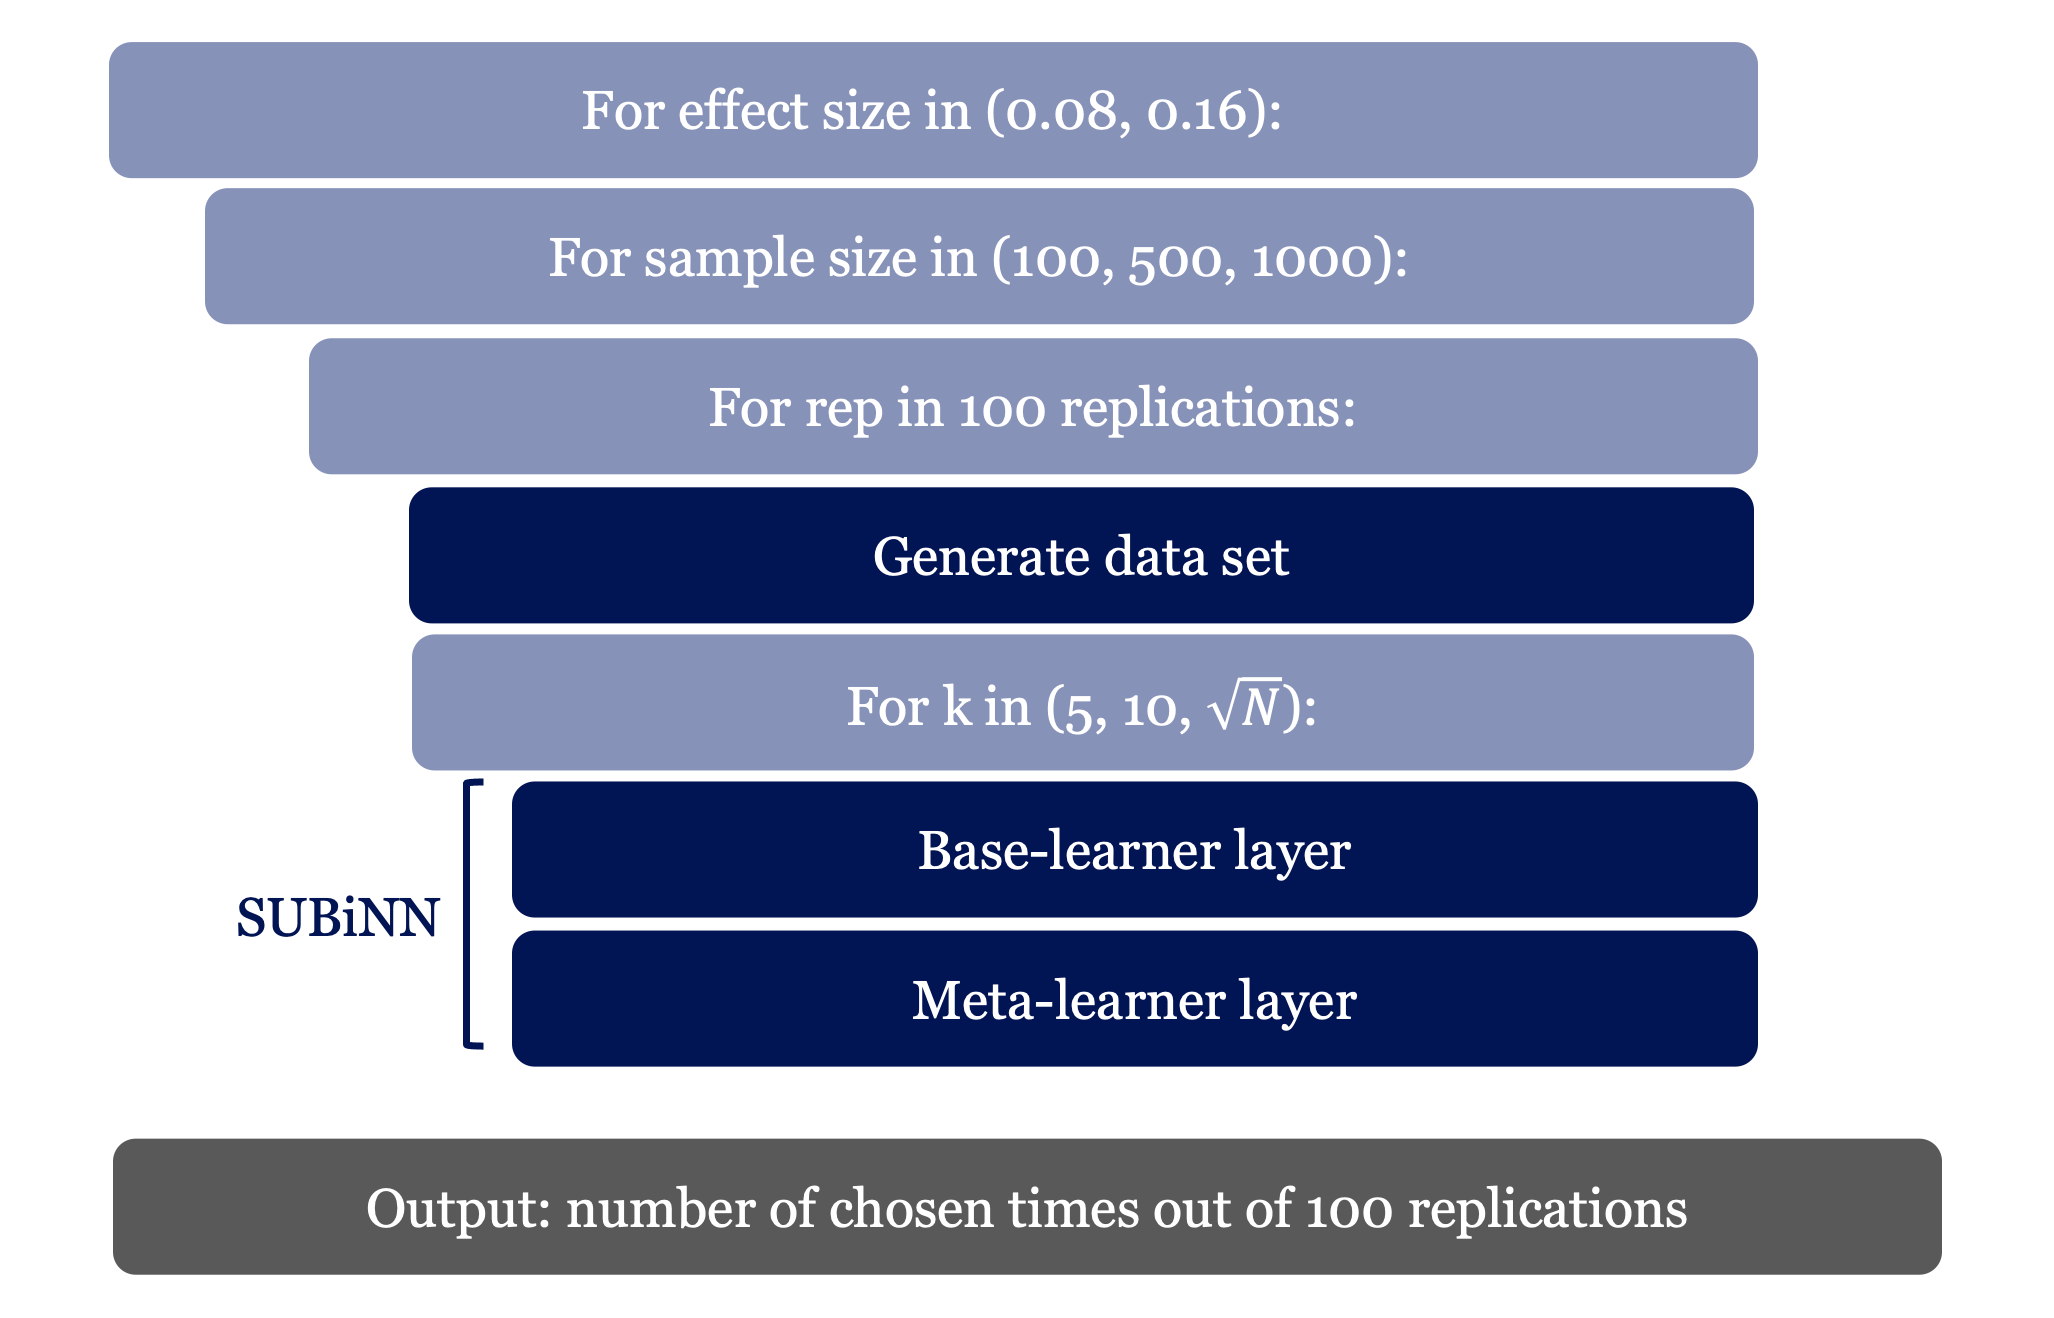 For effect size in (0.08, 0.16):
For sample size in (100, 500, 1000):
For rep in 100 replications:
Generate data set
For k in (5, 10, √N):
Base-learner layer
SUBiNN
Meta-learner layer
Output: number of chosen times out of 100 replications